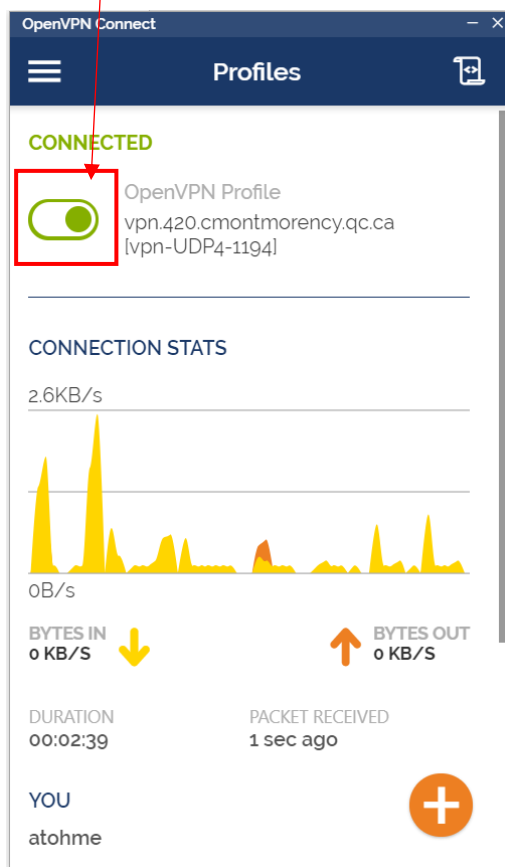 OpenVPN Connect
Profiles
CONNECTED
OpenVPN Profile
vpn.420.cmontmorency.qc.ca
[vpn-UDP4-1194]
CONNECTION STATS
2.6KB/s
0B/s
BYTES IN
0 KB/S
BYTES OUT
0 KB/S
DURATION
00:02:39
PACKET RECEIVED
1 sec ago
YOU
atohme